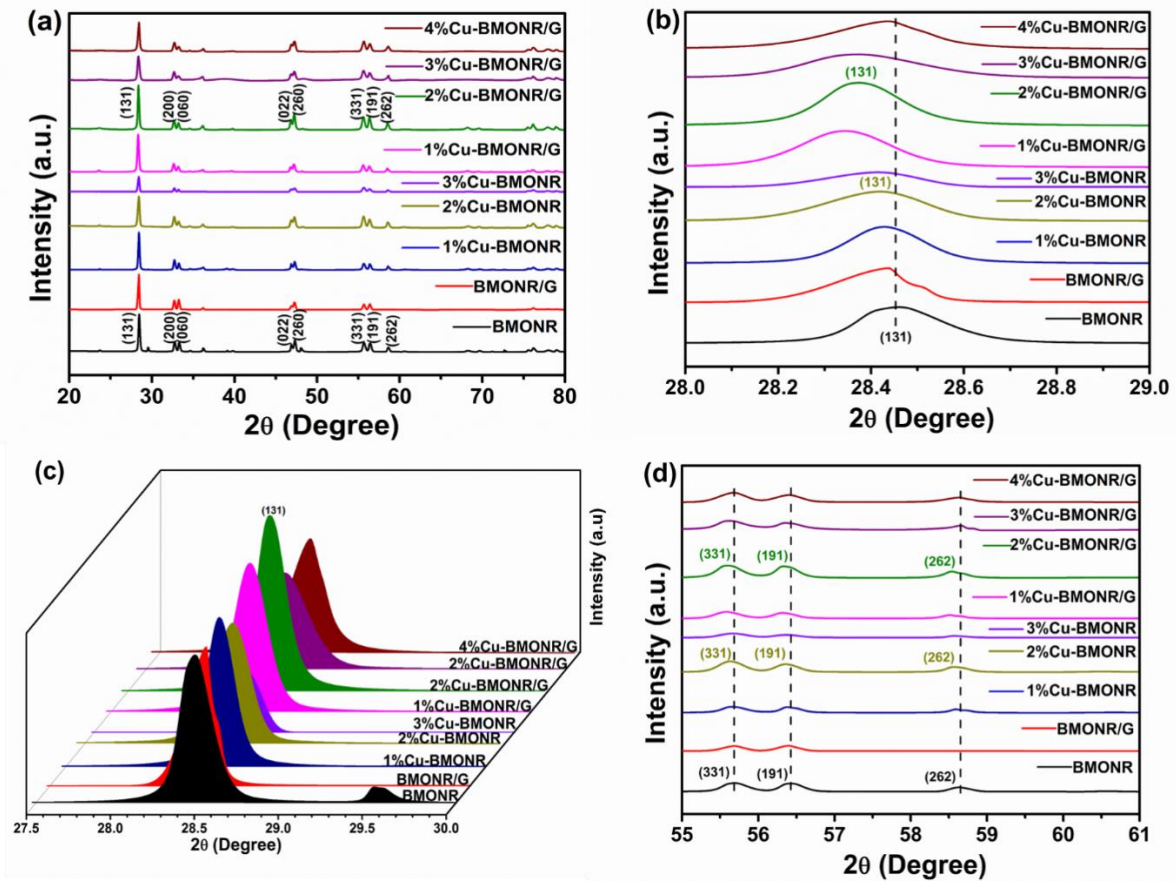 (a)
4%Cu-BMONR/G
3%Cu-BMONR/G
2%Cu-BMONR/G
(131)
(200)
(060)
(022)
(260)
(331)
(191)
(262)
1%Cu-BMONR/G
3%Cu-BMONR
2%Cu-BMONR
1%Cu-BMONR
BMONR/G
BMONR
(131)
(200)
(060)
(022)
(260)
(331)
(191)
(262)
Intensity (a.u.)
20 30 40 50 60 70 80
2θ (Degree)
(b)
4%Cu-BMONR/G
3%Cu-BMONR/G
(131)
2%Cu-BMONR/G
1%Cu-BMONR/G
3%Cu-BMONR
(131)
2%Cu-BMONR
1%Cu-BMONR
BMONR/G
BMONR
(131)
Intensity (a.u.)
28.0 28.2 28.4 28.6 28.8 29.0
2θ (Degree)
(c)
(131)
Intensity (a.u)
4%Cu-BMONR/G
2%Cu-BMONR/G
2%Cu-BMONR/G
1%Cu-BMONR/G
3%Cu-BMONR
2%Cu-BMONR
1%Cu-BMONR
BMONR/G
BMONR
27.5 28.0 28.5 29.0 29.5 30.0
2θ (Degree)
(d)
4%Cu-BMONR/G
3%Cu-BMONR/G
2%Cu-BMONR/G
(331) (191) (262)
1%Cu-BMONR/G
3%Cu-BMONR
2%Cu-BMONR
(331) (191) (262)
1%Cu-BMONR
BMONR/G
BMONR
(331) (191) (262)
Intensity (a.u.)
55 56 57 58 59 60 61
2θ (Degree)